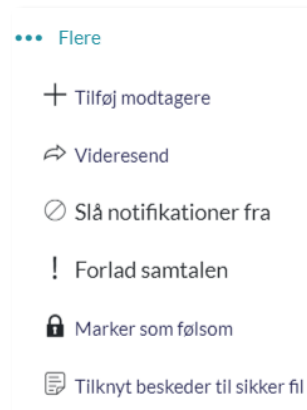 Flere
Tilføj modtagere
Videresend
Slå notifikationer fra
Forlad samtalen
Marker som følsom
Tilknyt beskeder til sikker fil